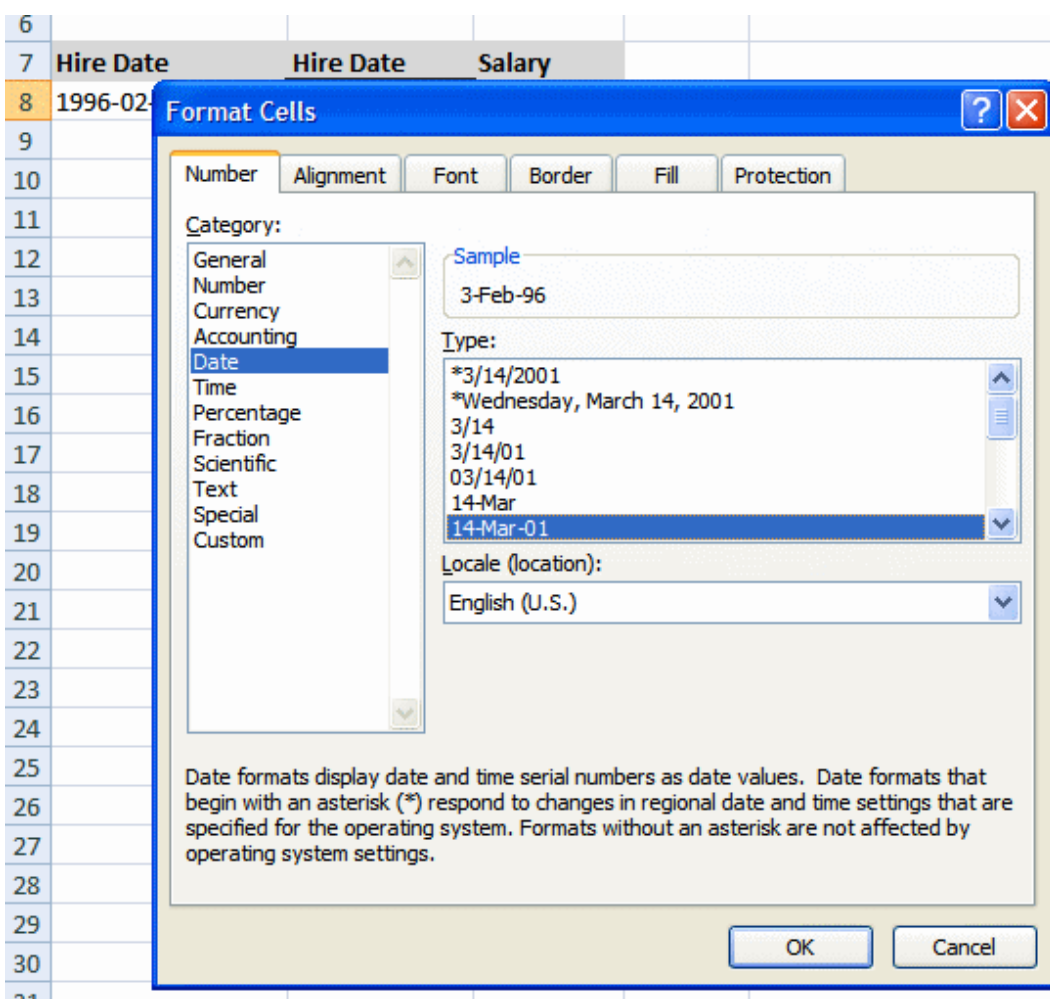 6
7 Hire Date Hire Date Salary
8 1996-02-
Format Cells
9
10
11
12
13
14
15
16
17
18
19
20
21
22
23
24
25
26
27
28
29
30
Number Alignment Font Border Fill Protection
Category:
General
Number
Currency
Accounting
Date
Time
Percentage
Fraction
Scientific
Text
Special
Custom
Sample
3-Feb-96
Type:
*3/14/2001
*Wednesday, March 14, 2001
3/14
3/14/01
03/14/01
14-Mar
14-Mar-01
Locale (location):
English (U.S.)
Date formats display date and time serial numbers as date values. Date formats that
begin with an asterisk (*) respond to changes in regional date and time settings that are
specified for the operating system. Formats without an asterisk are not affected by
operating system settings.
OK Cancel